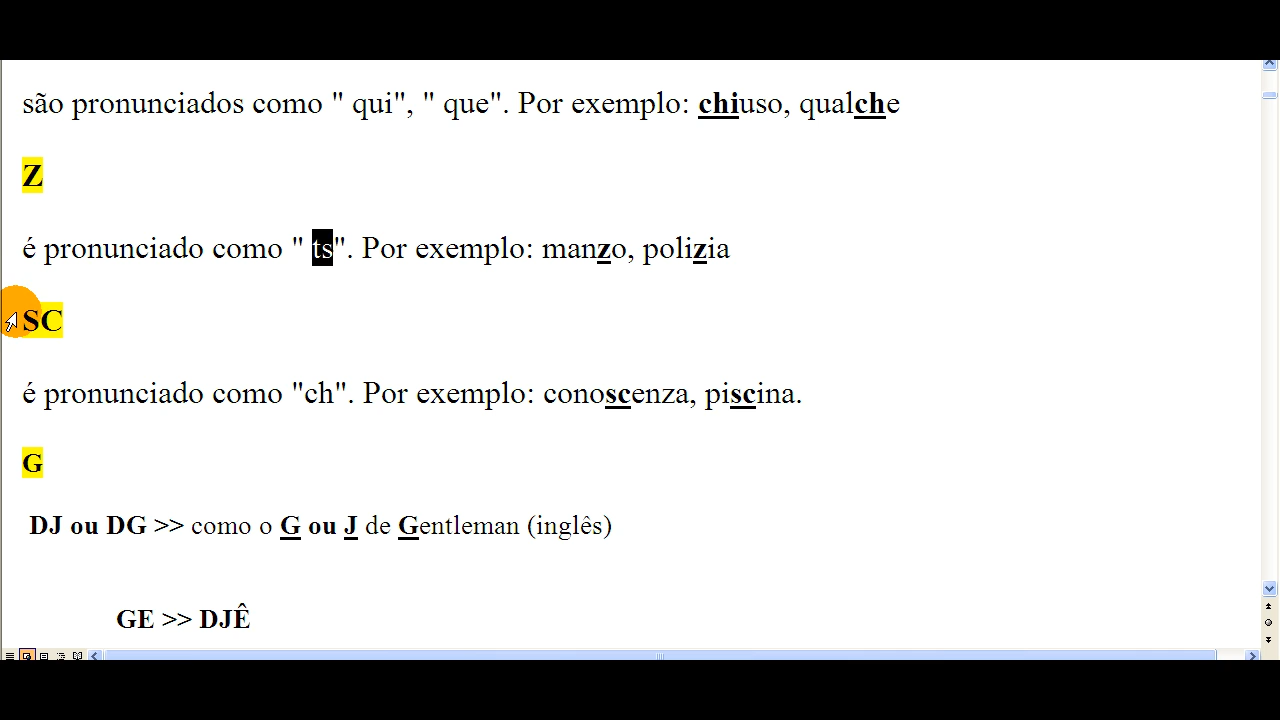 são pronunciados como " qui", " que". Por exemplo: chiuso, qualche
Z
é pronunciado como " ts". Por exemplo: manzo, polizia
SC
é pronunciado como "ch". Por exemplo: conoscenza, piscina.
G
DJ ou DG >> como o G ou J de Gentleman (inglês)
GE >> DJÊ